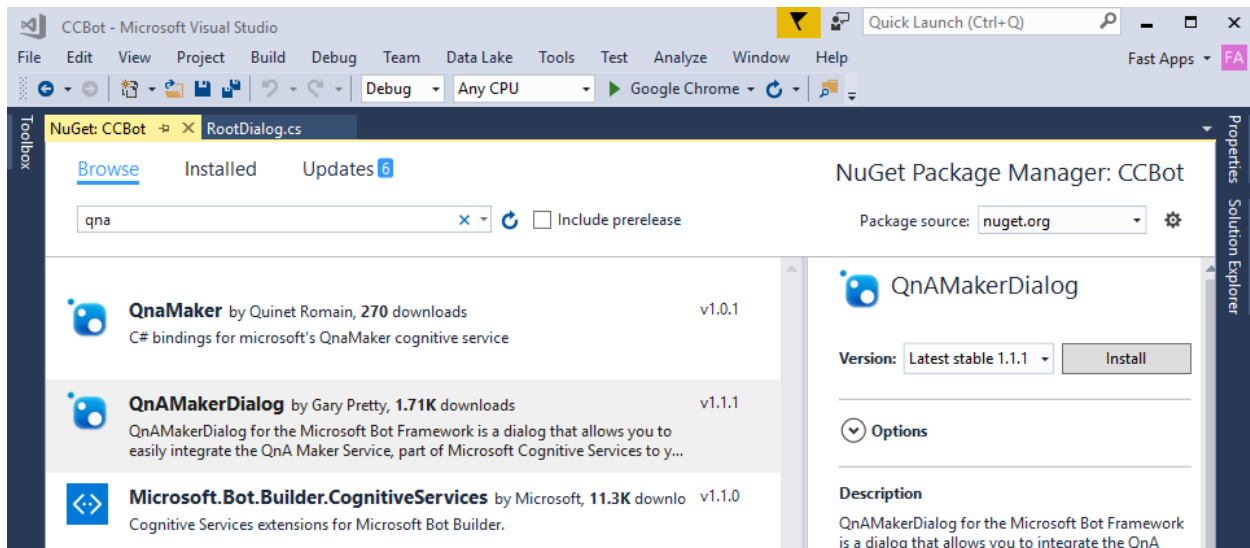 CCBot - Microsoft Visual Studio
Quick Launch (Ctrl+Q)
File Edit View Project Build Debug Team Data Lake Tools Test Analyze Window Help
Fast Apps FA
Debug Any CPU Google Chrome
Toolbox
NuGet: CCBot RootDialog.cs
Browse Installed Updates 6
NuGet Package Manager: CCBot
qna Include prerelease
Package source: nuget.org
QnaMaker by Quinet Romain, 270 downloads v1.0.1
C# bindings for microsoft's QnaMaker cognitive service
QnAMakerDialog by Gary Pretty, 1.71K downloads v1.1.1
QnAMakerDialog for the Microsoft Bot Framework is a dialog that allows you to
easily integrate the QnA Maker Service, part of Microsoft Cognitive Services to y...
Microsoft.Bot.Builder.CognitiveServices by Microsoft, 11.3K downlo v1.1.0
Cognitive Services extensions for Microsoft Bot Builder.
QnAMakerDialog
Version: Latest stable 1.1.1 Install
Options
Description
QnAMakerDialog for the Microsoft Bot Framework
is a dialog that allows you to integrate the QnA
Properties
Solution Explorer